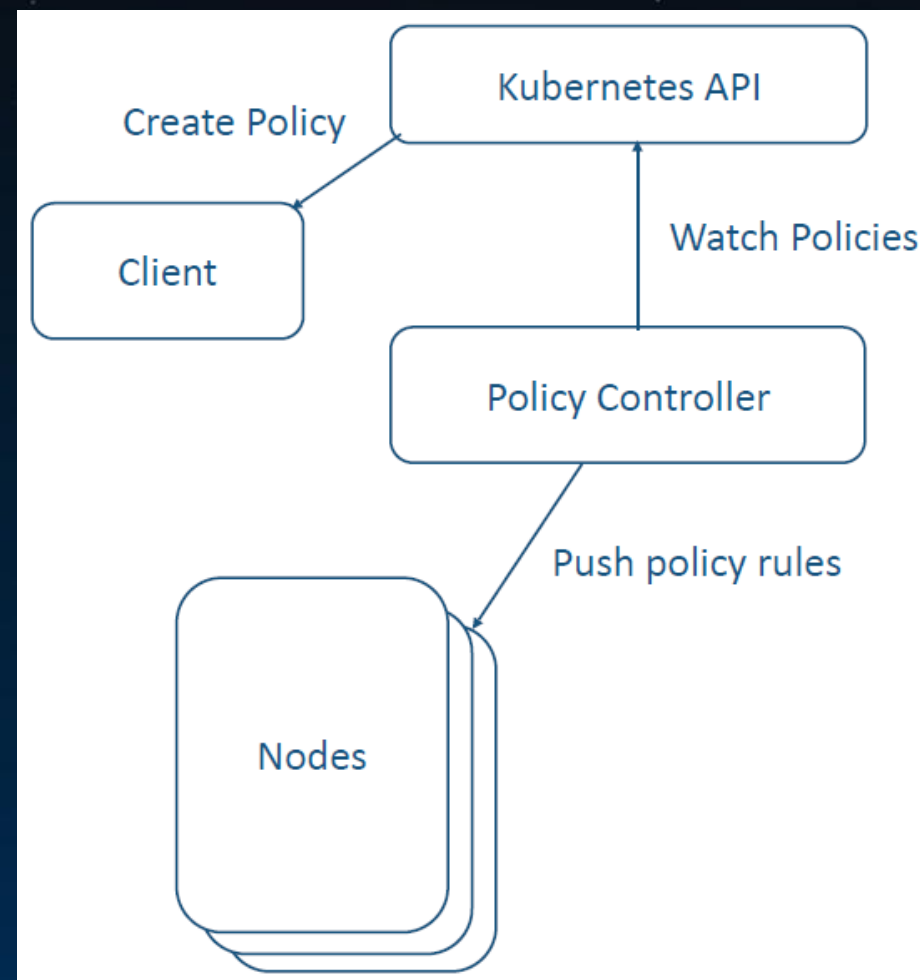 Kubernetes API
Create Policy
Client
Watch Policies
Policy Controller
Push policy rules
Nodes